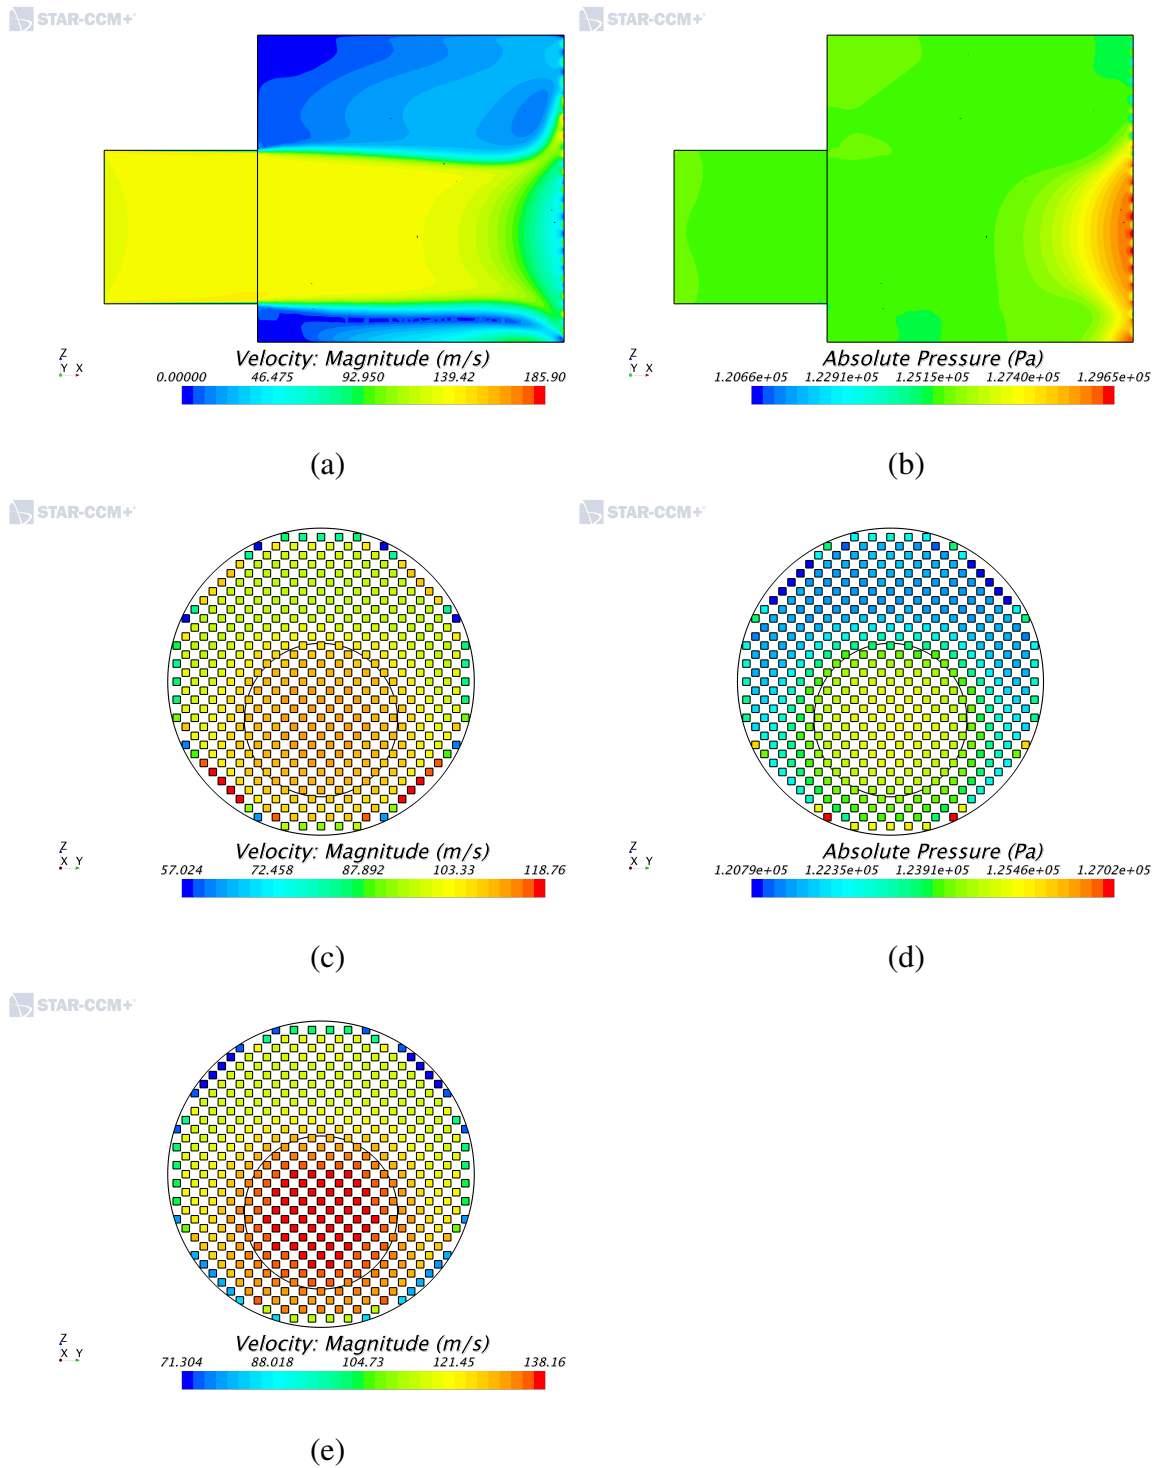 STAR-CCM+
STAR-CCM+
Z
Y X
Velocity: Magnitude (m/s)
0.00000 46.475 92.950 139.42 185.90
Z
Y X
Absolute Pressure (Pa)
1.2066e+05 1.2291e+05 1.2515e+05 1.2740e+05 1.2965e+05
(a)
(b)
STAR-CCM+
STAR-CCM+
Z
X Y
Velocity: Magnitude (m/s)
57.024 72.458 87.892 103.33 118.76
Z
X Y
Absolute Pressure (Pa)
1.2079e+05 1.2235e+05 1.2391e+05 1.2546e+05 1.2702e+05
(c)
(d)
STAR-CCM+
Z
X Y
Velocity: Magnitude (m/s)
71.304 88.018 104.73 121.45 138.16
(e)